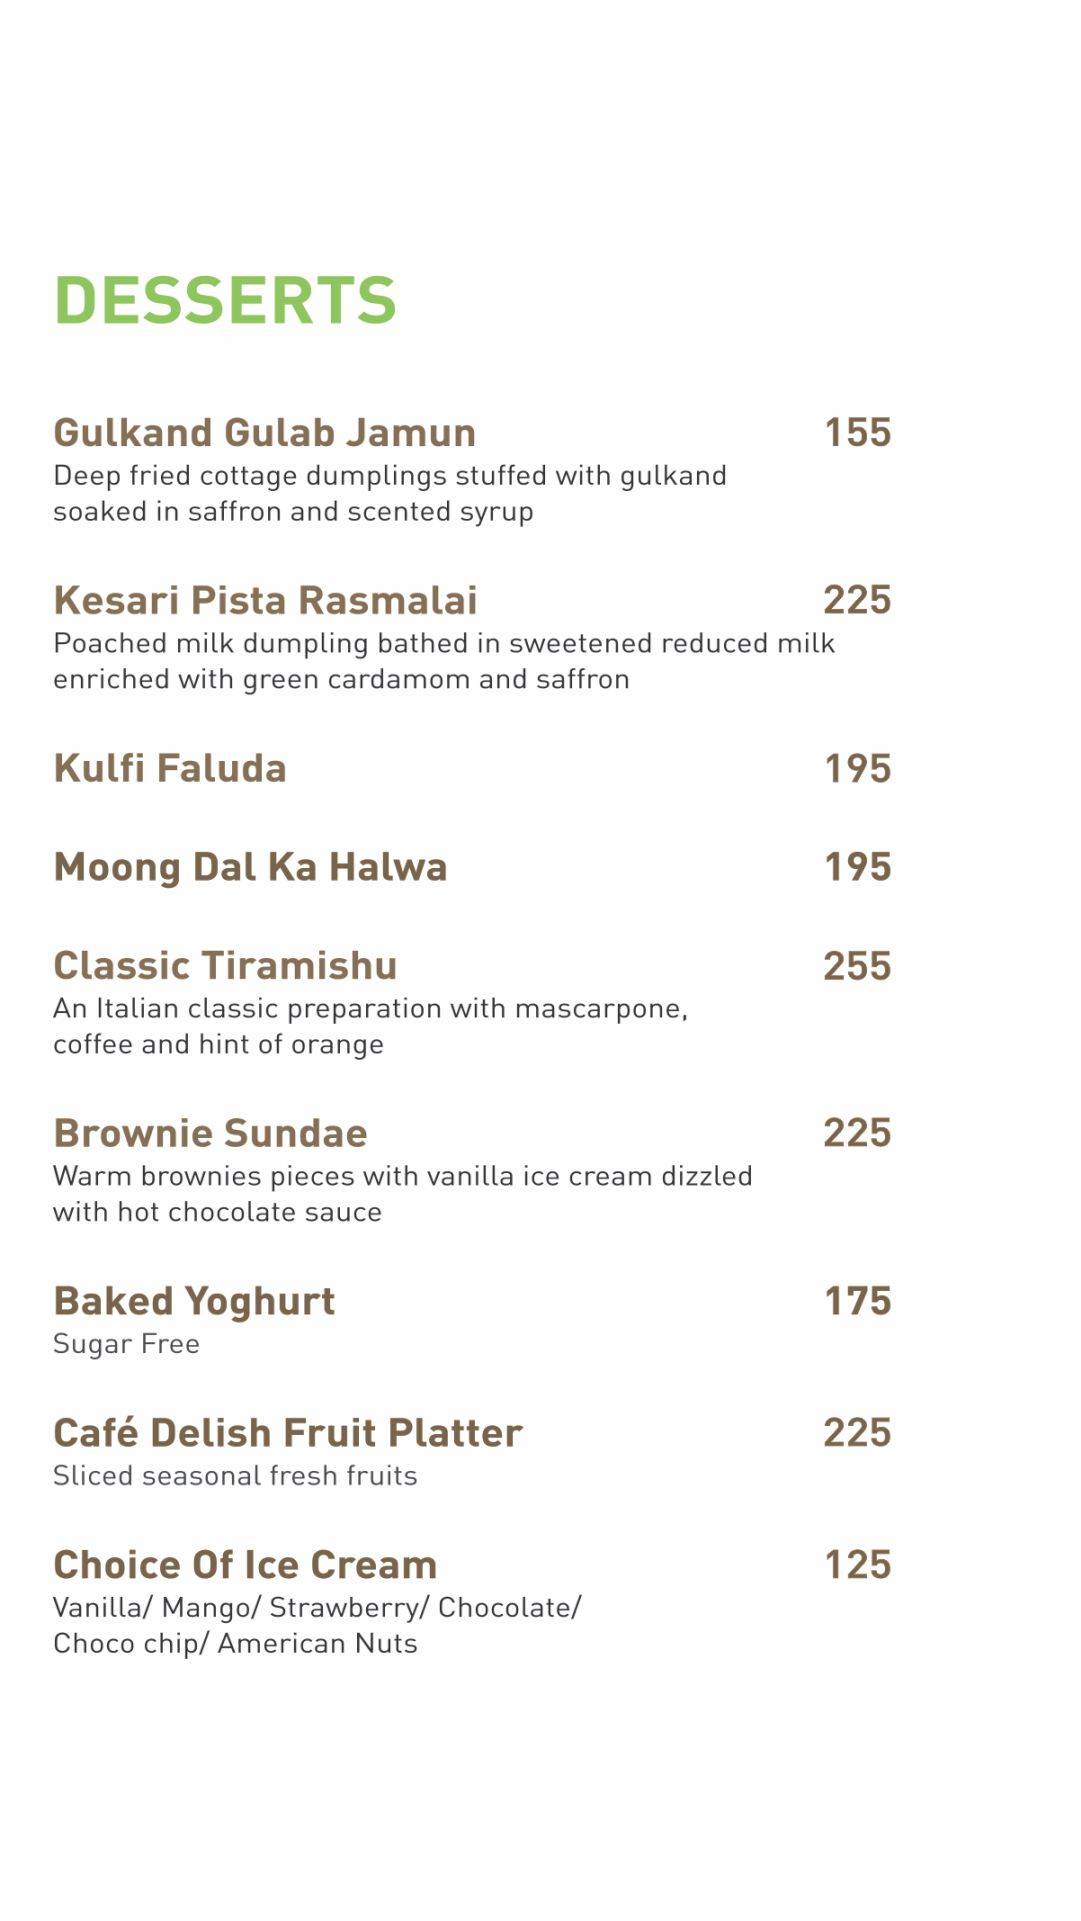 DESSERTS
Gulkand Gulab Jamun 155
Deep fried cottage dumplings stuffed with gulkand
soaked in saffron and scented syrup
Kesari Pista Rasmalai 225
Poached milk dumpling bathed in sweetened reduced milk
enriched with green cardamom and saffron
Kulfi Faluda 195
Moong Dal Ka Halwa 195
Classic Tiramishu 255
An Italian classic preparation with mascarpone,
coffee and hint of orange
Brownie Sundae 225
Warm brownies pieces with vanilla ice cream dizzled
with hot chocolate sauce
Baked Yoghurt 175
Sugar Free
Café Delish Fruit Platter 225
Sliced seasonal fresh fruits
Choice Of Ice Cream 125
Vanilla/ Mango/ Strawberry/ Chocolate/
Choco chip/ American Nuts